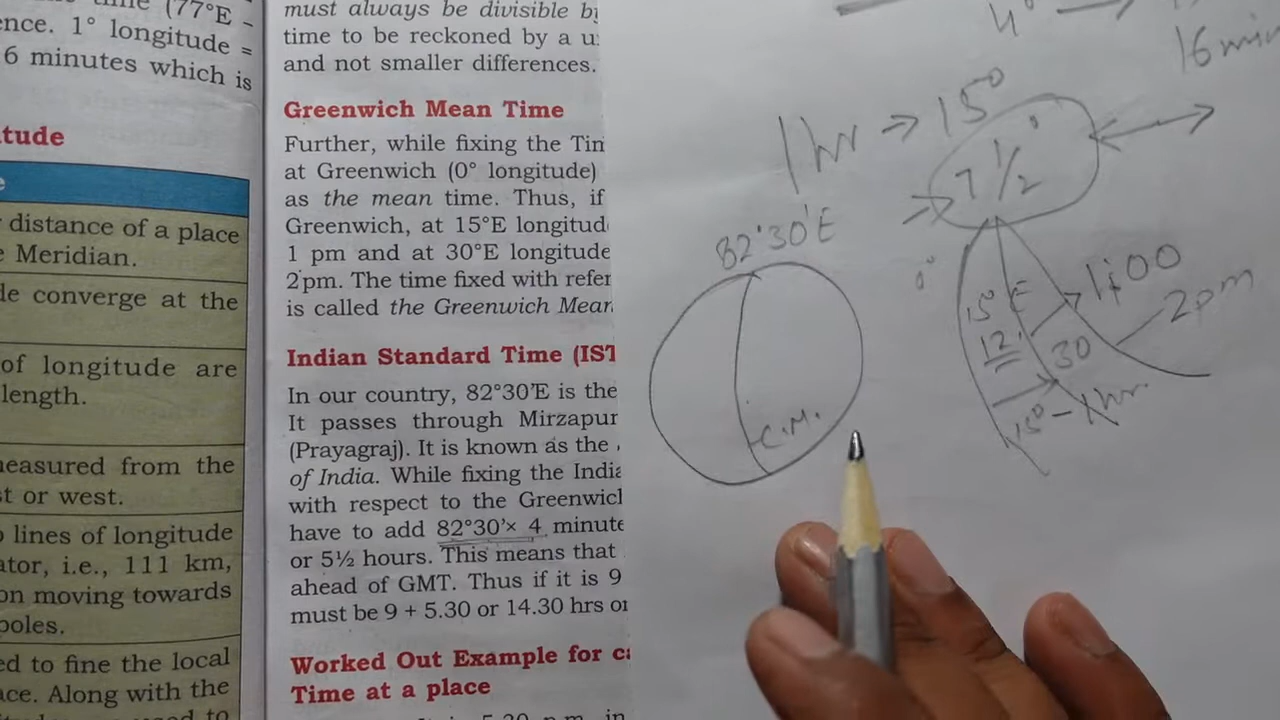 (77°E -
ence. 1° longitude =
6 minutes which is
itude
e
distance of a place
e Meridian.
le converge at the
of longitude are
length.
measured from the
st or west.
o lines of longitude
ator, i.e., 111 km,
on moving towards
poles.
ed to fine the local
ace. Along with the
must always be divisible by
time to be reckoned by a u
and not smaller differences.
Greenwich Mean Time
Further, while fixing the Tin
at Greenwich (0° longitude)
as the mean time. Thus, if
Greenwich, at 15°E longitud
1 pm and at 30°E longitude
2pm. The time fixed with refer
is called the Greenwich Mean
Indian Standard Time (IST
In our country, 82°30'E is the
It passes through Mirzapur
(Prayagraj). It is known as the
of India. While fixing the India
with respect to the Greenwich
have to add 82°30'× 4 minute
or 5½ hours. This means that
ahead of GMT. Thus if it is 9
must be 9 + 5.30 or 14.30 hrs or
Worked Out Example for ca
Time at a place
4° →
16 min
1 hr → 15°
7 1/2°
82°30'E
0°
15° E
12
30
1:00
2pm
15° - 1 hr.
C.M.